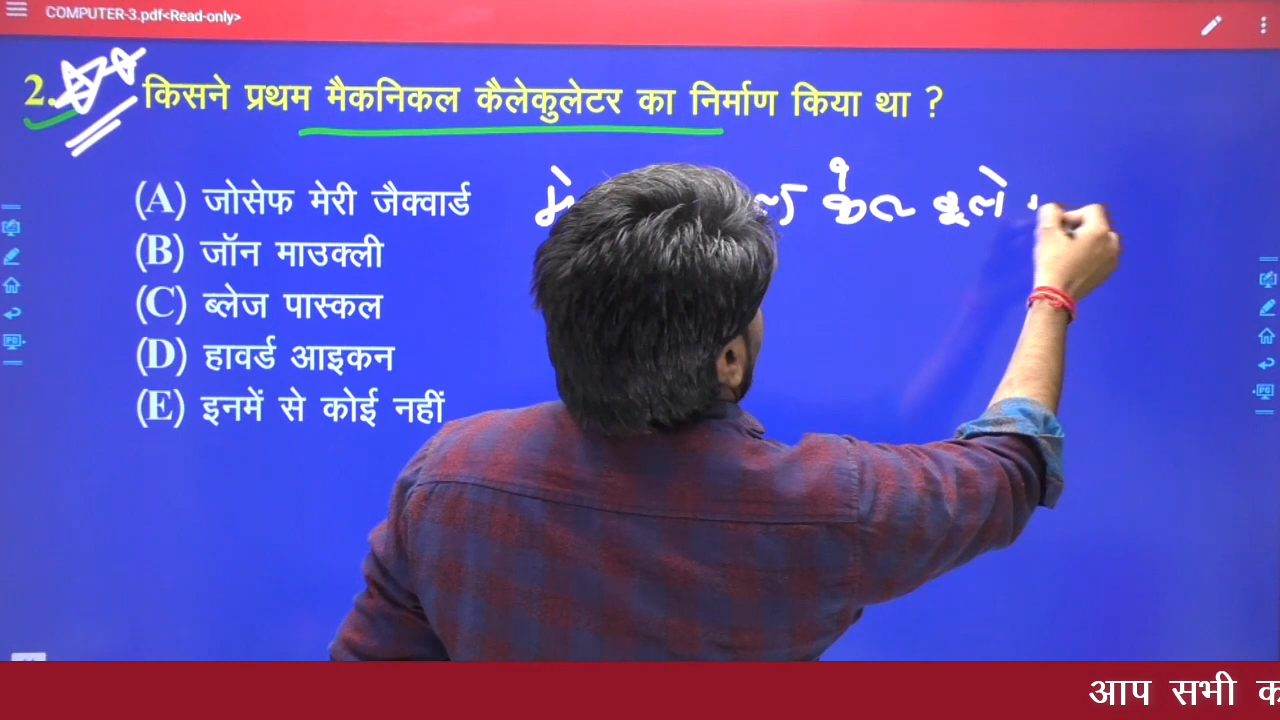 COMPUTER-3.pdf<Read-only>
2. किसने प्रथम मैकनिकल कैलेकुलेटर का निर्माण किया था ?
(A) जोसेफ मेरी जैक्वार्ड
(B) जॉन माउक्ली
(C) ब्लेज पास्कल
(D) हावर्ड आइकन
(E) इनमें से कोई नहीं
आप सभी क